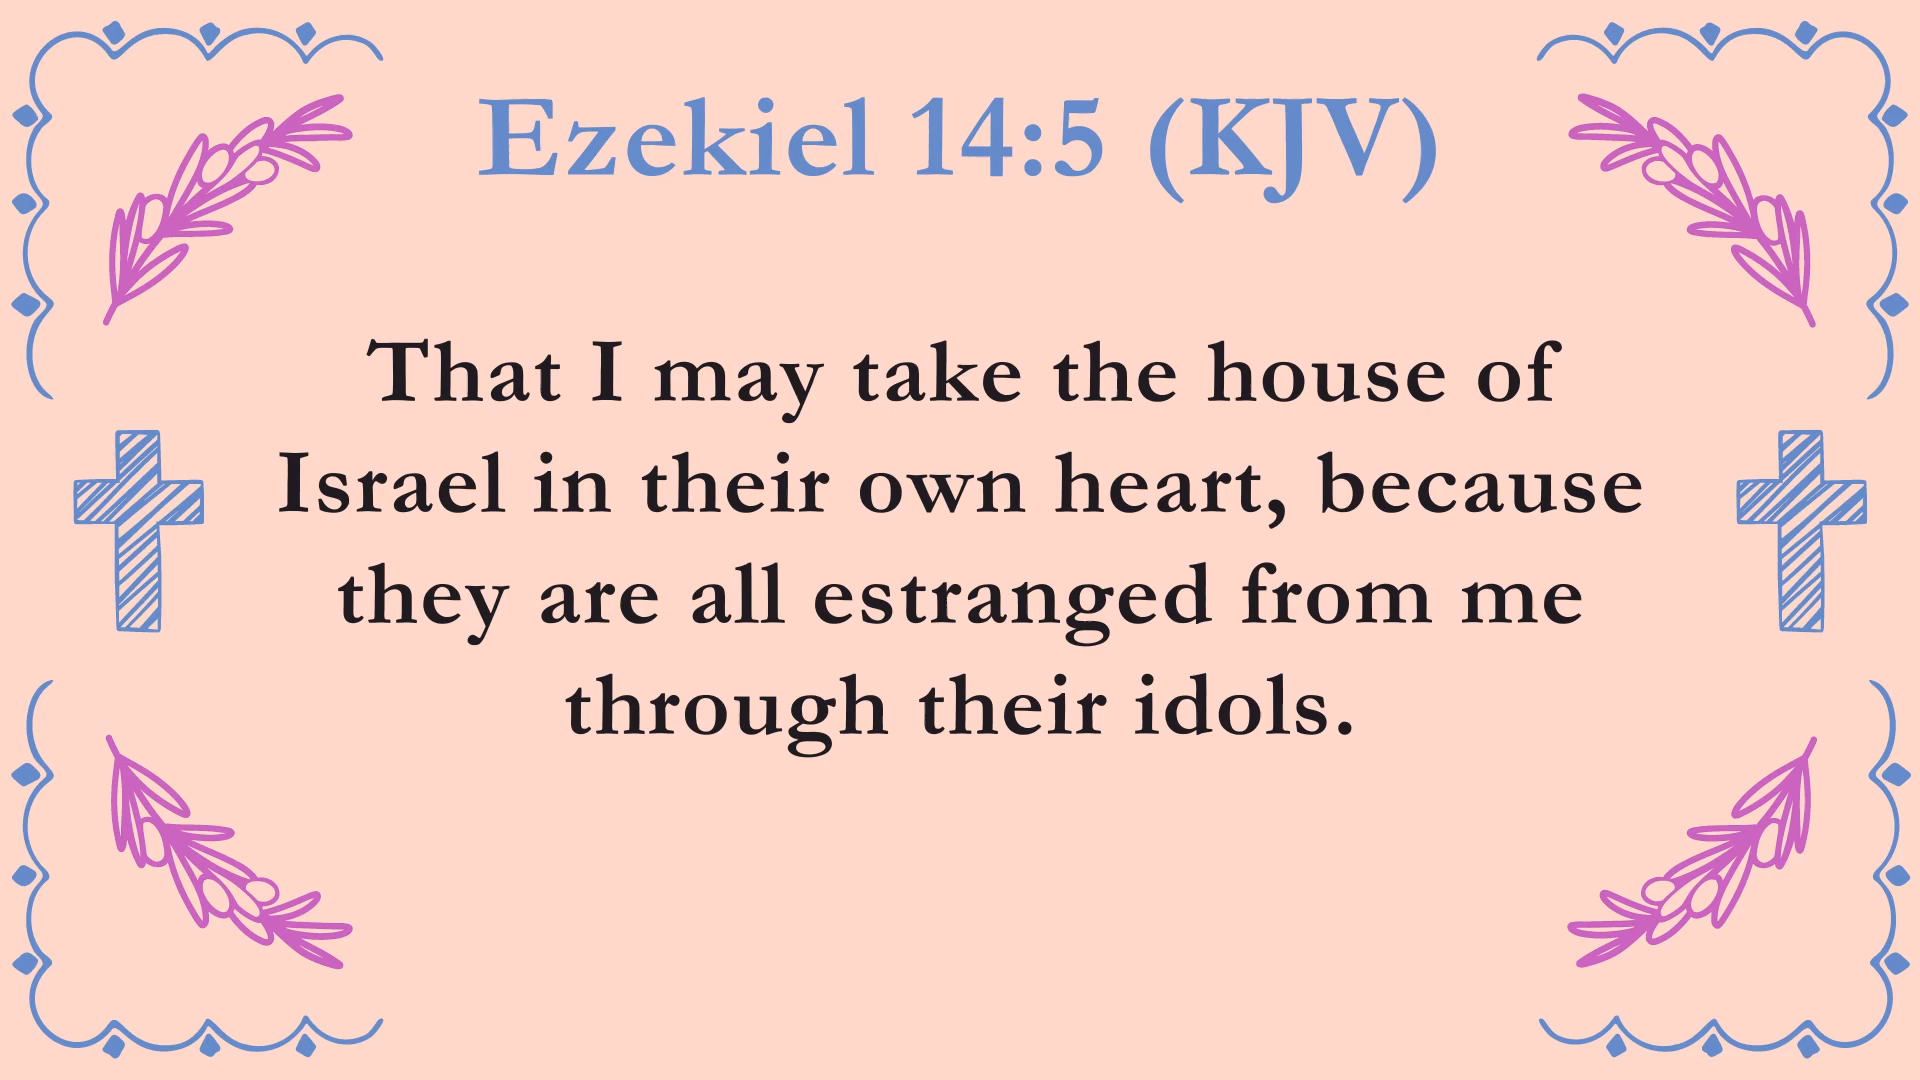 Ezekiel 14:5 (KJV)
That I may take the house of
Israel in their own heart, because
they are all estranged from me
through their idols.